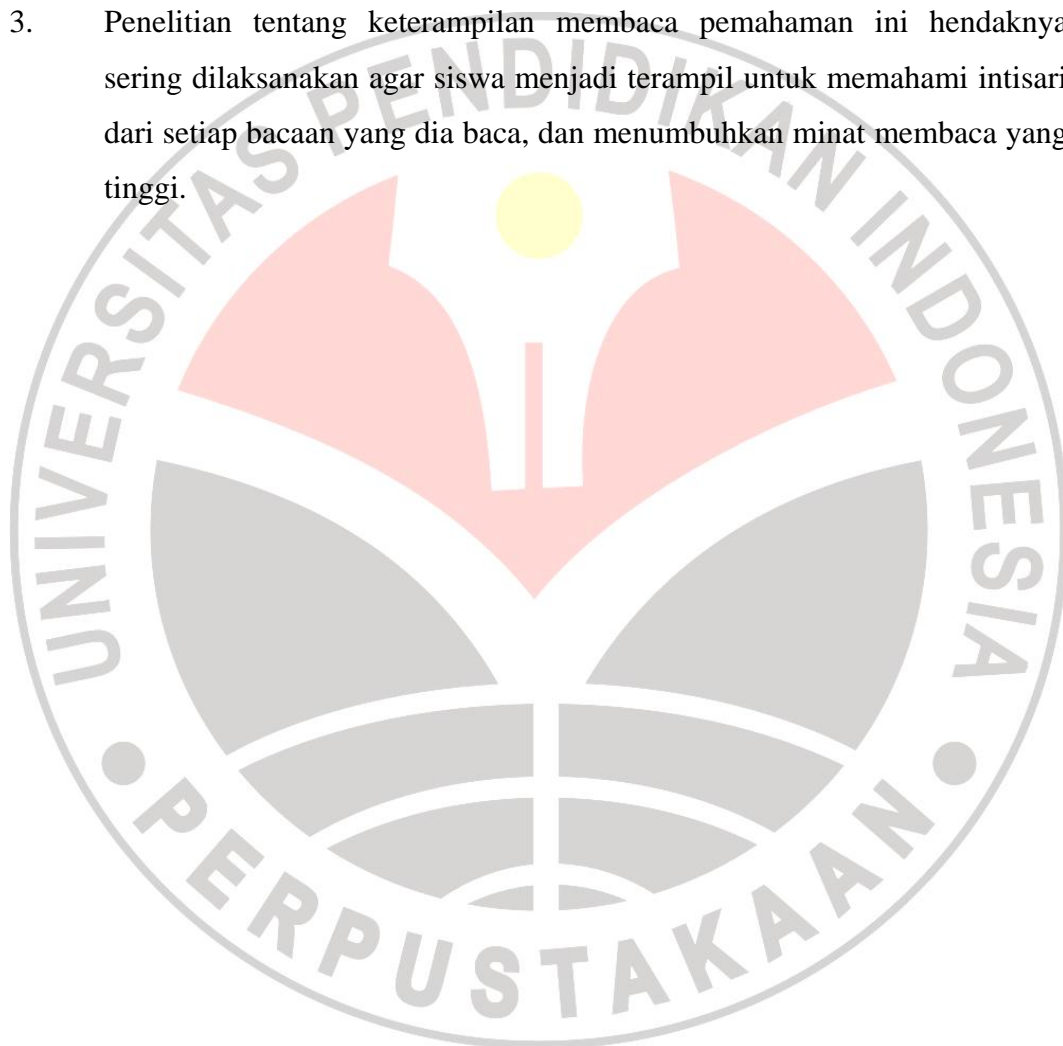 3. Penelitian tentang keterampilan membaca pemahaman ini hendaknya
sering dilaksanakan agar siswa menjadi terampil untuk memahami intisari
dari setiap bacaan yang dia baca, dan menumbuhkan minat membaca yang
tinggi.
UNIVERSITAS PENDIDIKAN INDONESIA
PERPUSTAKAAN